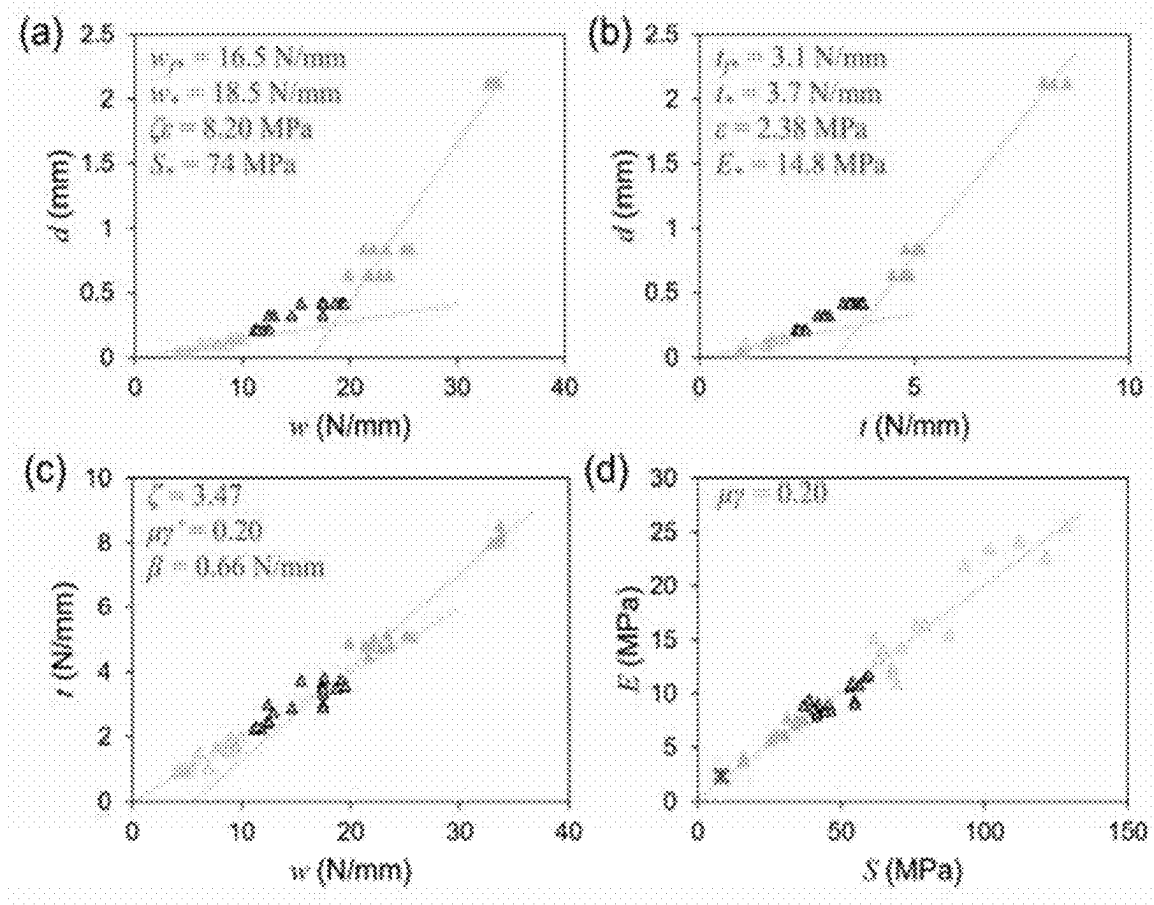 (a)
2.5
2
1.5
1
0.5
0
d (mm)
= 16.5 N/mm
= 18.5 N/mm
= 8.20 MPa
= 74 MPa
0 10 20 30 40
w (N/mm)
(b)
2.5
2
1.5
1
0.5
0
d (mm)
= 3.1 N/mm
= 3.7 N/mm
ε = 2.38 MPa
= 14.8 MPa
0 5 10
t (N/mm)
(c)
10
8
6
4
2
0
t (N/mm)
ζ = 3.47
= 0.20
β = 0.66 N/mm
0 10 20 30 40
w (N/mm)
(d)
30
25
20
15
10
5
0
E (MPa)
μγ = 0.20
0 50 100 150
S (MPa)